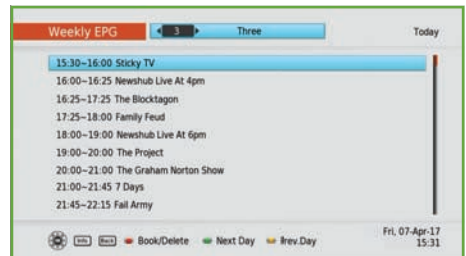 Weekly EPG 3 Three Today
15:30~16:00 Sticky TV
16:00~16:25 Newshub Live At 4pm
16:25~17:25 The Blocktagon
17:25~18:00 Family Feud
18:00~19:00 Newshub Live At 6pm
19:00~20:00 The Project
20:00~21:00 The Graham Norton Show
21:00~21:45 7 Days
21:45~22:15 Fail Army
Info Back Book/Delete Next Day Prev.Day Fri, 07-Apr-17
15:31